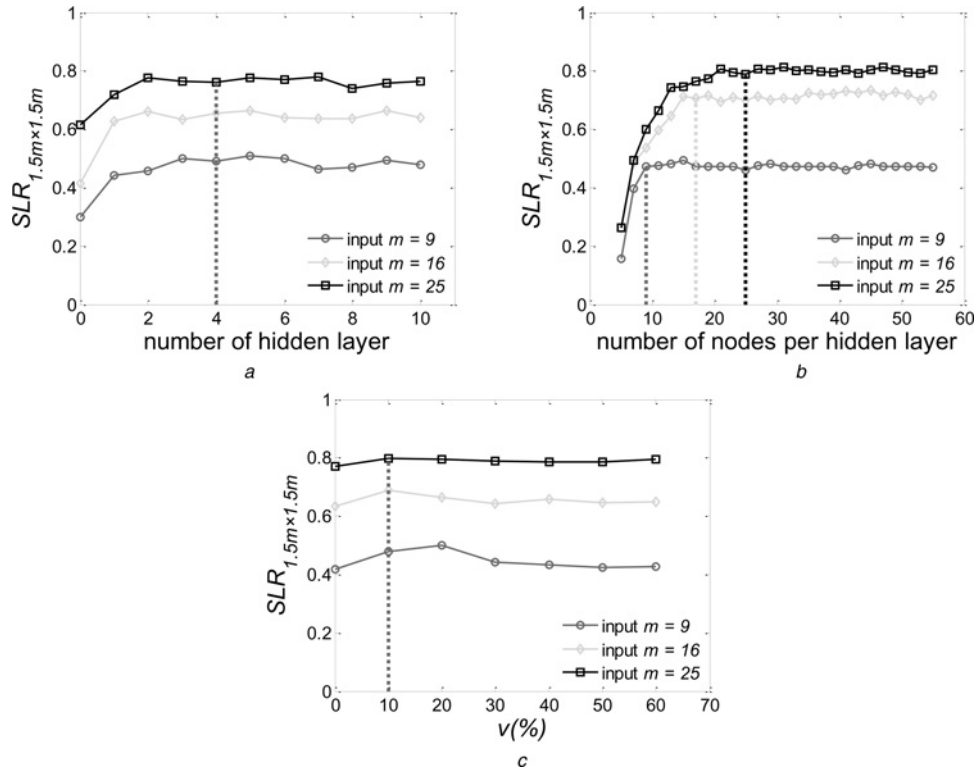 1
0.8
0.6
0.4
0.2
0
SLR1.5m×1.5m
input m = 9
input m = 16
input m = 25
0 2 4 6 8 10
number of hidden layer
a
1
0.8
0.6
0.4
0.2
0
SLR1.5m×1.5m
input m = 9
input m = 16
input m = 25
0 10 20 30 40 50 60
number of nodes per hidden layer
b
1
0.8
0.6
0.4
0.2
0
SLR1.5m×1.5m
input m = 9
input m = 16
input m = 25
0 10 20 30 40 50 60 70
v(%)
c